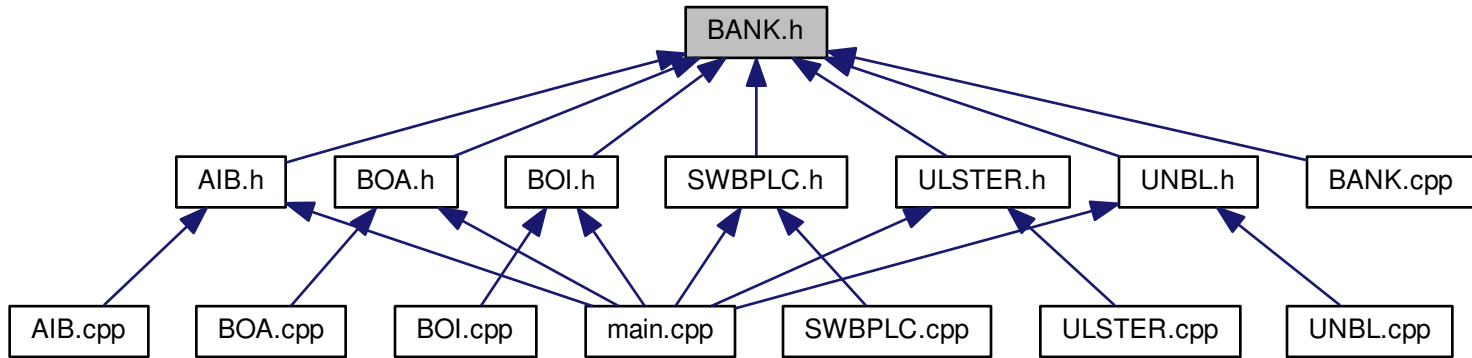 BANK.h
AIB.h
BOA.h
BOI.h
SWBPLC.h
ULSTER.h
UNBL.h
BANK.cpp
AIB.cpp
BOA.cpp
BOI.cpp
main.cpp
SWBPLC.cpp
ULSTER.cpp
UNBL.cpp